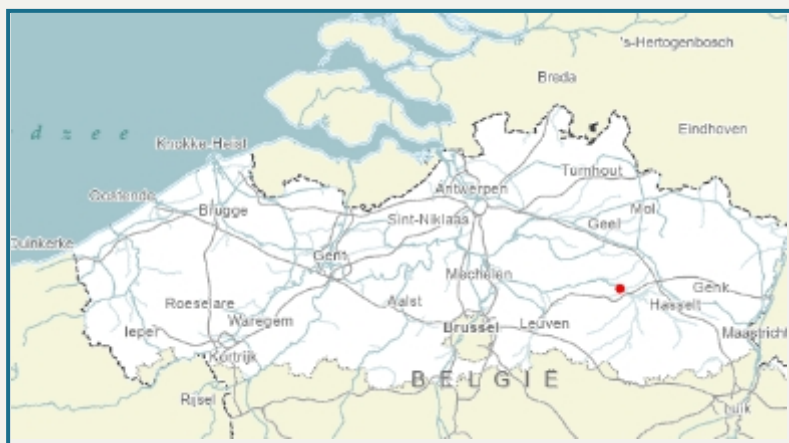 's-Hertogenbosch
Breda
Eindhoven
d z e e
Knokke-Heist
Turnhout
Antwerpen
Oostende
Brugge
Sint-Niklaas
Geel
Mol
Duinkerke
Gent
Mechelen
Genk
Roeselare
Aalst
Hasselt
Ieper
Waregem
Brussel
Leuven
Maastricht
Kortrijk
BELGIË
Rijsel
Luik